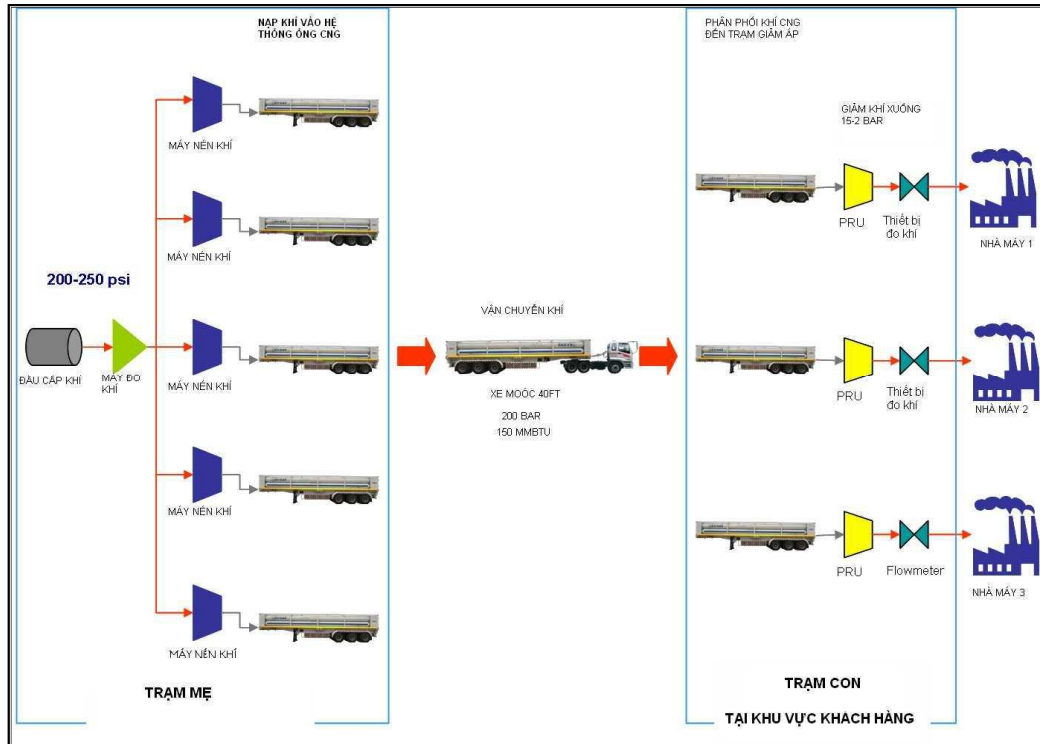 NẠP KHÍ VÀO HỆ
THỐNG ỐNG CNG
MÁY NÉN KHÍ
MÁY NÉN KHÍ
200-250 psi
ĐẦU CẤP KHÍ
MÁY ĐO
KHÍ
MÁY NÉN KHÍ
MÁY NÉN KHÍ
MÁY NÉN KHÍ
TRẠM MẸ
VẬN CHUYỂN KHÍ
XE MOÓC 40FT
200 BAR
150 MMBTU
PHÂN PHỐI KHÍ CNG
ĐẾN TRẠM GIẢM ÁP
GIẢM KHÍ XUỐNG
15-2 BAR
PRU
Thiết bị
đo khí
NHÀ MÁY 1
PRU
Thiết bị
đo khí
NHÀ MÁY 2
PRU
Flowmeter
NHÀ MÁY 3
TRẠM CON
TẠI KHU VỰC KHÁCH HÀNG